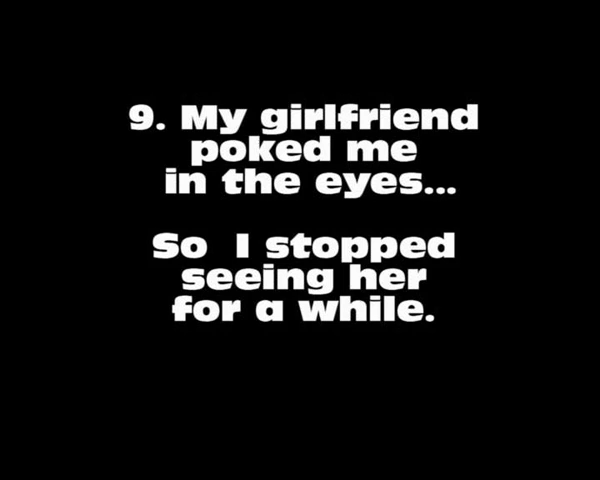 9. My girlfriend
poked me
in the eyes...
So I stopped
seeing her
for a while.